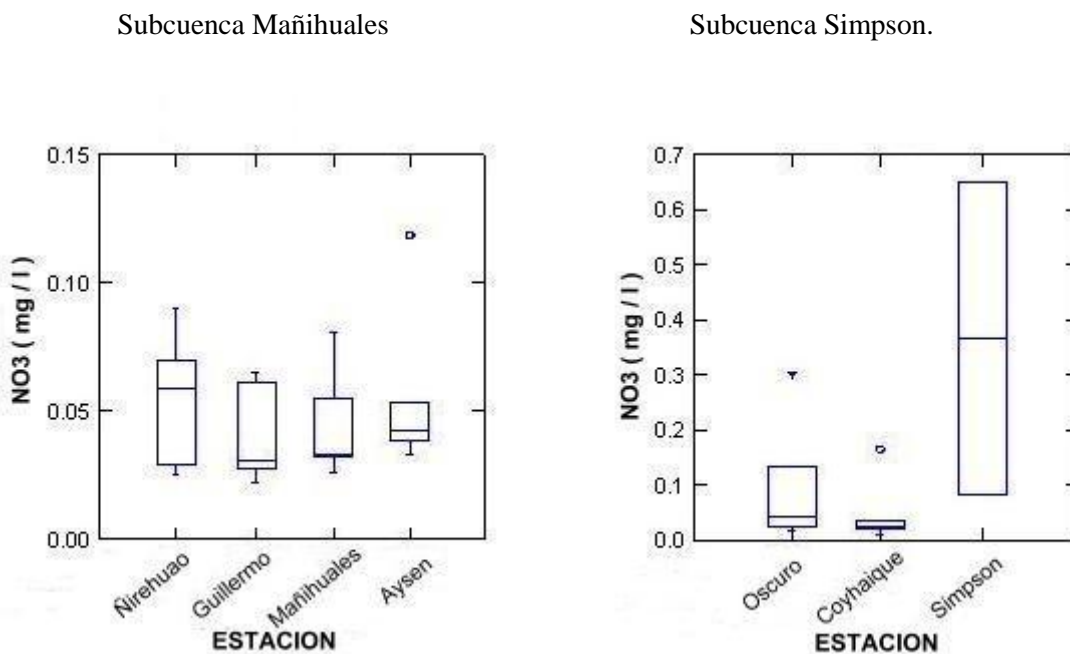 Subcuenca Mañihuales
Subcuenca Simpson.
NO3 ( mg / l )
0.15
0.10
0.05
0.00
Ñirehuao
Guillermo
Mañihuales
Aysen
ESTACION
NO3 ( mg / l )
0.7
0.6
0.5
0.4
0.3
0.2
0.1
0.0
Oscuro
Coyhaique
Simpson
ESTACION